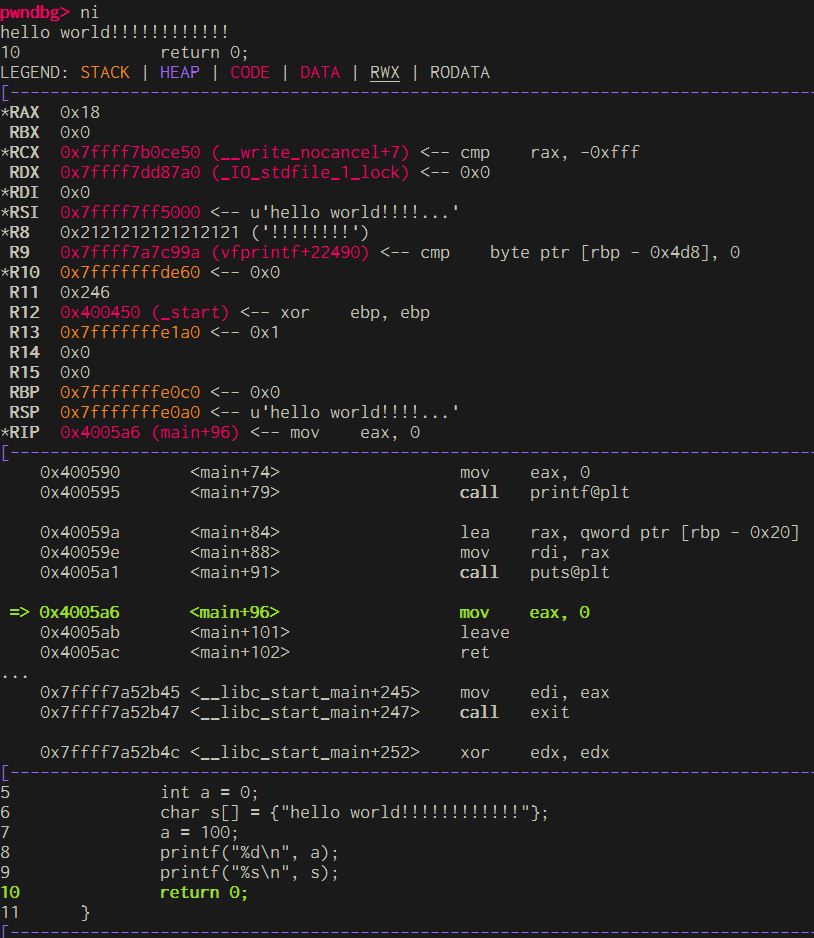 pwndbg> ni
hello world!!!!!!!!!!!!
10              return 0;
LEGEND: STACK | HEAP | CODE | DATA | RWX | RODATA
[---------------------------------------------------------------------------------
*RAX  0x18
 RBX  0x0
*RCX  0x7ffff7b0ce50 (__write_nocancel+7) <-- cmp    rax, -0xfff
 RDX  0x7ffff7dd87a0 (_IO_stdfile_1_lock) <-- 0x0
*RDI  0x0
*RSI  0x7ffff7ff5000 <-- u'hello world!!!!...'
*R8   0x2121212121212121 ('!!!!!!!!')
 R9   0x7ffff7a7c99a (vfprintf+22490) <-- cmp    byte ptr [rbp - 0x4d8], 0
*R10  0x7fffffffde60 <-- 0x0
 R11  0x246
 R12  0x400450 (_start) <-- xor    ebp, ebp
 R13  0x7fffffffe1a0 <-- 0x1
 R14  0x0
 R15  0x0
 RBP  0x7fffffffe0c0 <-- 0x0
 RSP  0x7fffffffe0a0 <-- u'hello world!!!!...'
*RIP  0x4005a6 (main+96) <-- mov    eax, 0
[---------------------------------------------------------------------------------
    0x400590       <main+74>                  mov    eax, 0
    0x400595       <main+79>                  call   printf@plt
    0x40059a       <main+84>                  lea    rax, qword ptr [rbp - 0x20]
    0x40059e       <main+88>                  mov    rdi, rax
    0x4005a1       <main+91>                  call   puts@plt
 => 0x4005a6       <main+96>                  mov    eax, 0
    0x4005ab       <main+101>                 leave
    0x4005ac       <main+102>                 ret
...
    0x7ffff7a52b45 <__libc_start_main+245>    mov    edi, eax
    0x7ffff7a52b47 <__libc_start_main+247>    call   exit
    0x7ffff7a52b4c <__libc_start_main+252>    xor    edx, edx
[---------------------------------------------------------------------------------
5               int a = 0;
6               char s[] = {"hello world!!!!!!!!!!!!"};
7               a = 100;
8               printf("%d\n", a);
9               printf("%s\n", s);
10              return 0;
11      }
[---------------------------------------------------------------------------------